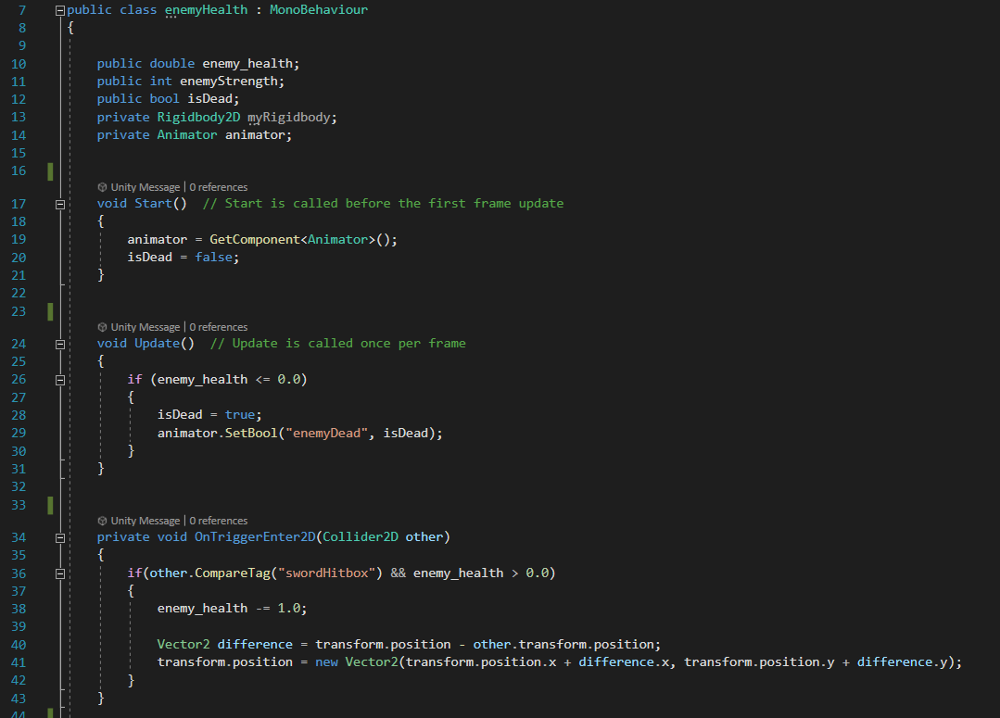 7 public class enemyHealth : MonoBehaviour
8 {
9
10 public double enemy_health;
11 public int enemyStrength;
12 public bool isDead;
13 private Rigidbody2D myRigidbody;
14 private Animator animator;
15
16
Unity Message | 0 references
17 void Start() // Start is called before the first frame update
18 {
19 animator = GetComponent<Animator>();
20 isDead = false;
21 }
22
23
Unity Message | 0 references
24 void Update() // Update is called once per frame
25 {
26 if (enemy_health <= 0.0)
27 {
28 isDead = true;
29 animator.SetBool("enemyDead", isDead);
30 }
31 }
32
33
Unity Message | 0 references
34 private void OnTriggerEnter2D(Collider2D other)
35 {
36 if(other.CompareTag("swordHitbox") && enemy_health > 0.0)
37 {
38 enemy_health -= 1.0;
39
40 Vector2 difference = transform.position - other.transform.position;
41 transform.position = new Vector2(transform.position.x + difference.x, transform.position.y + difference.y);
42 }
43 }
44